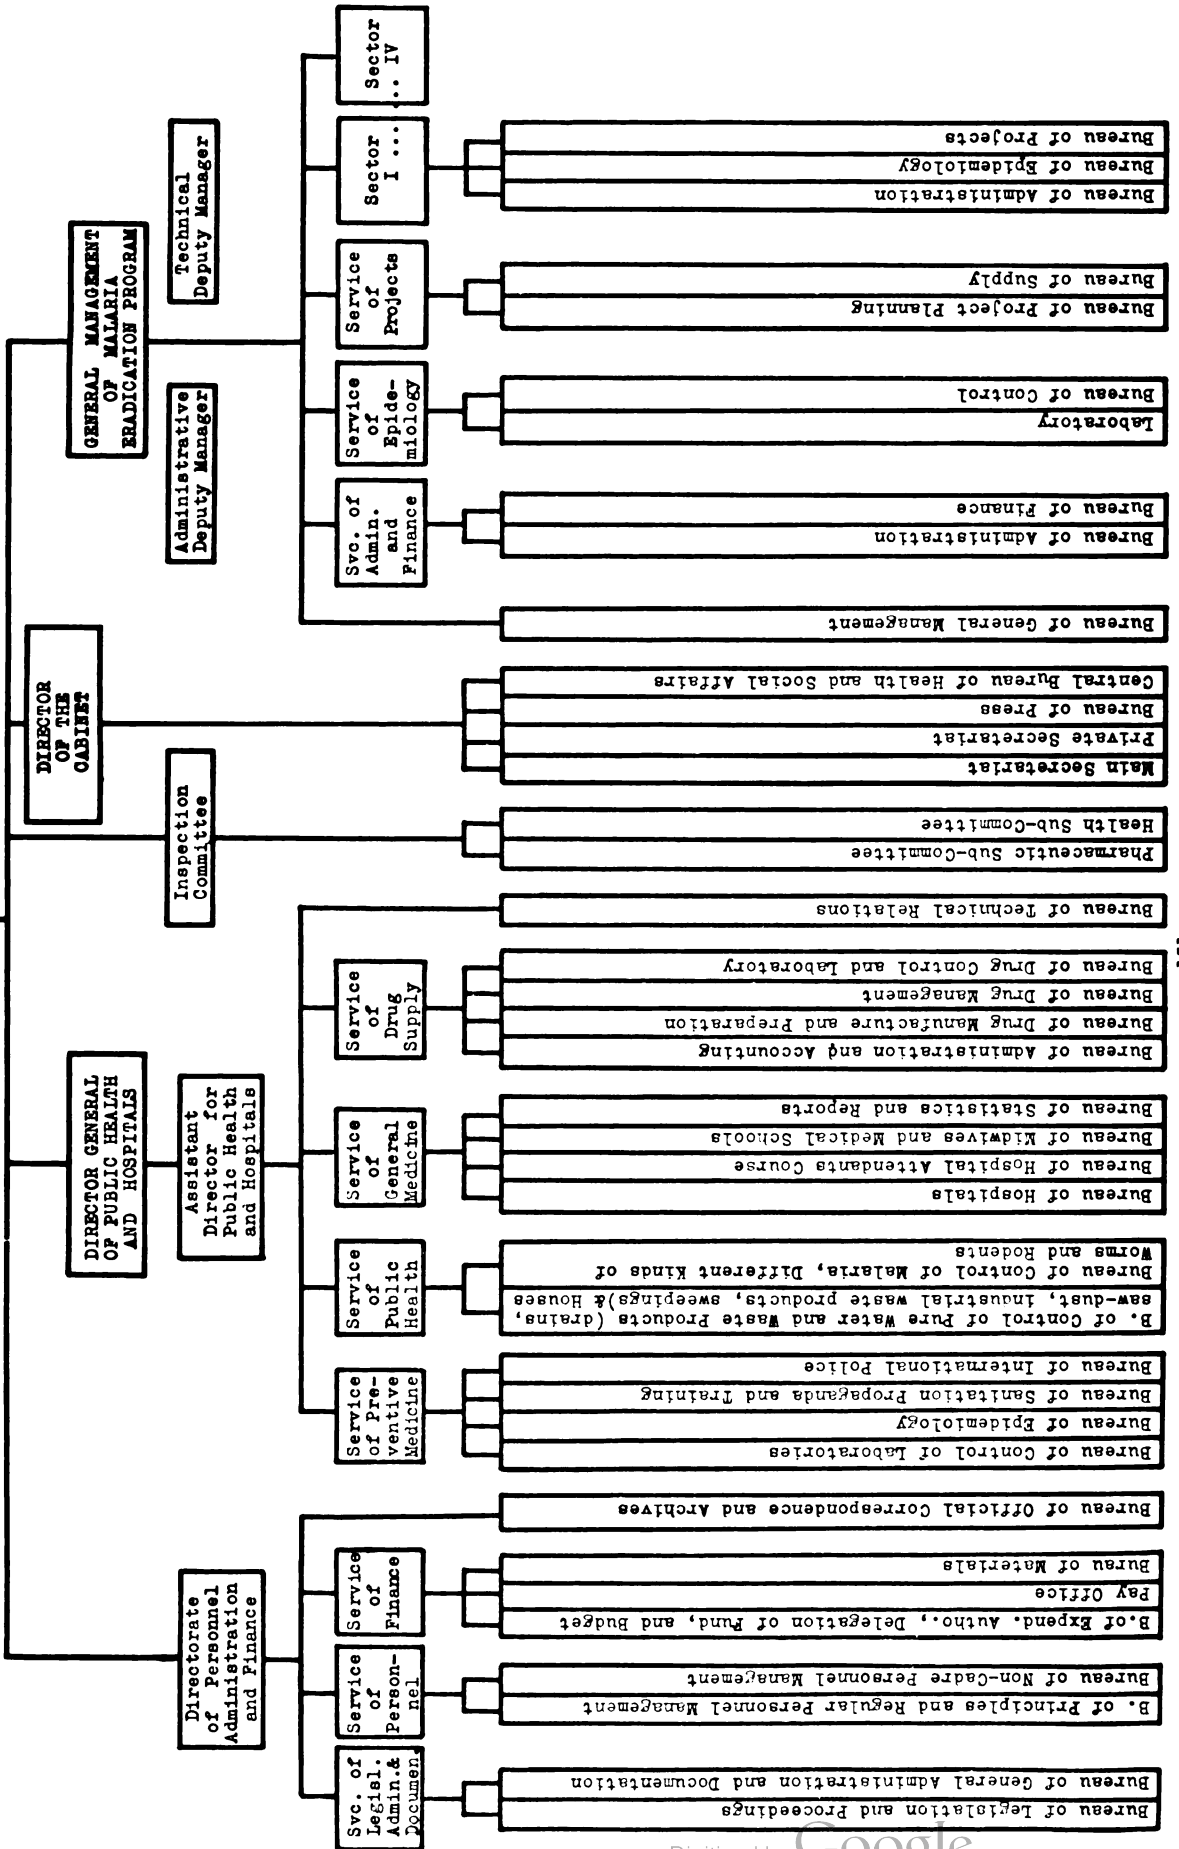 DIRECTOR
OF THE
CABINET
GENERAL MANAGEMENT
OF MALARIA
ERADICATION PROGRAM
DIRECTOR GENERAL
OF PUBLIC HEALTH
AND HOSPITALS
Directorate
of Personnel
Administration
and Finance
Assistant
Director for
Public Health
and Hospitals
Inspection
Committee
Administrative
Deputy Manager
Technical
Deputy Manager
Svc. of
Legisl.
Admin.&
Documen.
Service
of
Person-
nel
Service
of
Finance
Service
of Pre-
ventive
Medicine
Service
of
Public
Health
Service
of
General
Medicine
Service
of
Drug
Supply
Svc. of
Admin.
and
Finance
Service
of
Epide-
miology
Service
of
Projects
Sector
I ...
Sector
... IV
Bureau of Legislation and Proceedings
Bureau of General Administration and Documentation
B. of Principles and Regular Personnel Management
Bureau of Non-Cadre Personnel Management
B.of Expend. Autho., Delegation of Fund, and Budget
Pay Office
Burau of Materials
Bureau of Official Correspondence and Archives
Bureau of Control of Laboratories
Bureau of Epidemiology
Bureau of Sanitation Propaganda and Training
Bureau of International Police
B. of Control of Pure Water and Waste Products (drains,
saw-dust, industrial waste products, sweepings)& Houses
Bureau of Control of Malaria, Different Kinds of
Worms and Rodents
Bureau of Hospitals
Bureau of Hospital Attendants Course
Bureau of Midwives and Medical Schools
Bureau of Statistics and Reports
Bureau of Administration and Accounting
Bureau of Drug Manufacture and Preparation
Bureau of Drug Management
Bureau of Drug Control and Laboratory
Bureau of Technical Relations
Pharmaceutic Sub-Committee
Health Sub-Committee
Main Secretariat
Private Secretariat
Bureau of Press
Central Bureau of Health and Social Affairs
Bureau of General Management
Bureau of Administration
Bureau of Finance
Laboratory
Bureau of Control
Bureau of Project Planning
Bureau of Supply
Bureau of Administration
Bureau of Epidemiology
Bureau of Projects
Google